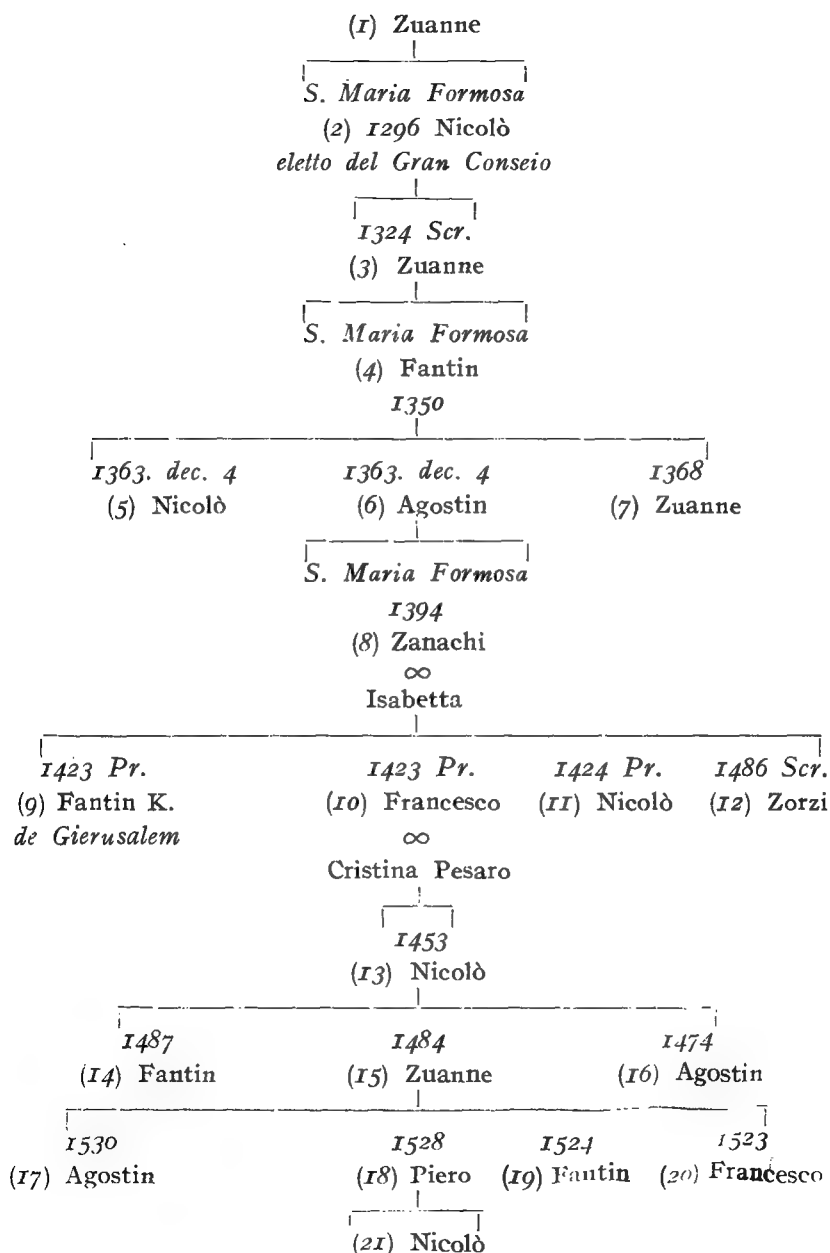 (1) Zuanne
S. Maria Formosa
(2) 1296 Nicolò
eletto del Gran Conseio
1324 Scr.
(3) Zuanne
S. Maria Formosa
(4) Fantin
1350
1363. dec. 4 1363. dec. 4 1368
(5) Nicolò (6) Agostin (7) Zuanne
S. Maria Formosa
1394
(8) Zanachi
∞
Isabetta
1423 Pr. 1423 Pr. 1424 Pr. 1486 Scr.
(9) Fantin K. (10) Francesco (11) Nicolò (12) Zorzi
de Gierusalem ∞
Cristina Pesaro
1453
(13) Nicolò
1487 1484 1474
(14) Fantin (15) Zuanne (16) Agostin
1530 1528 1524 1523
(17) Agostin (18) Piero (19) Fantin (20) Francesco
(21) Nicolò